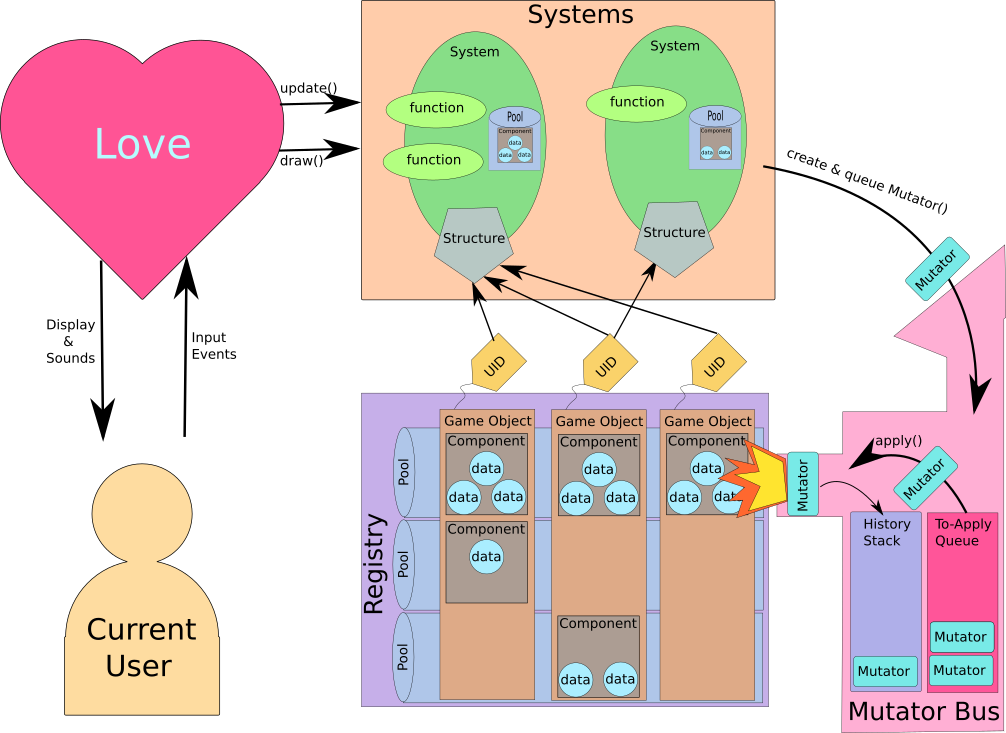 Systems
Love
update()
draw()
System
function
function
Pool
Component
data
data
data
Structure
System
function
Pool
Component
data
data
Structure
create & queue Mutator()
Mutator
Display
&
Sounds
Input
Events
Current
User
UID
UID
UID
Registry
Pool
Pool
Pool
Game Object
Component
data
data
data
Component
data
Game Object
Component
data
data
data
Component
data
data
Game Object
Component
data
data
Mutator
apply()
Mutator
History
Stack
Mutator
To-Apply
Queue
Mutator
Mutator
Mutator Bus